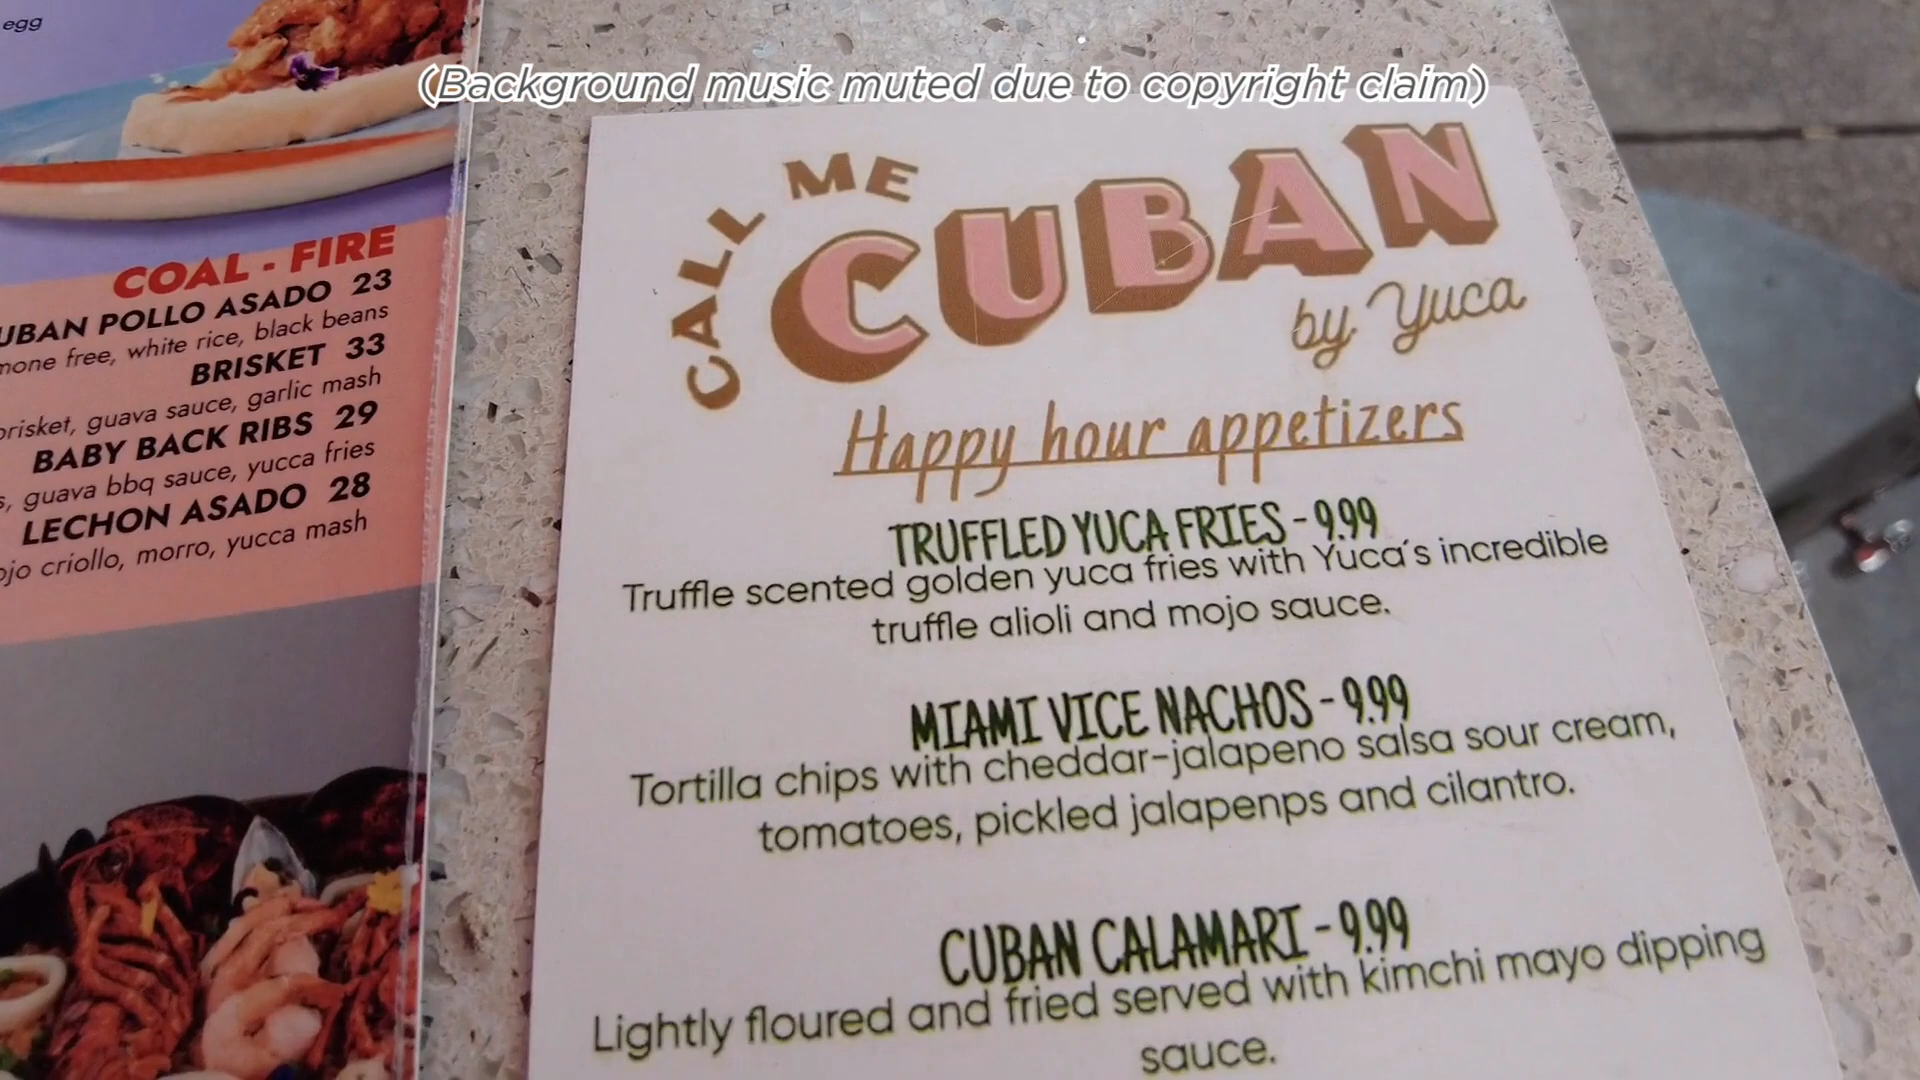 egg
(Background music muted due to copyright claim)
COAL - FIRE
UBAN POLLO ASADO 23
mone free, white rice, black beans
BRISKET 33
brisket, guava sauce, garlic mash
BABY BACK RIBS 29
s, guava bbq sauce, yucca fries
LECHON ASADO 28
ojo criollo, morro, yucca mash
CALL ME
CUBAN
by Yuca
Happy hour appetizers
TRUFFLED YUCA FRIES - 9.99
Truffle scented golden yuca fries with Yuca´s incredible
truffle alioli and mojo sauce.
MIAMI VICE NACHOS - 9.99
Tortilla chips with cheddar-jalapeno salsa sour cream,
tomatoes, pickled jalapenps and cilantro.
CUBAN CALAMARI - 9.99
Lightly floured and fried served with kimchi mayo dipping
sauce.